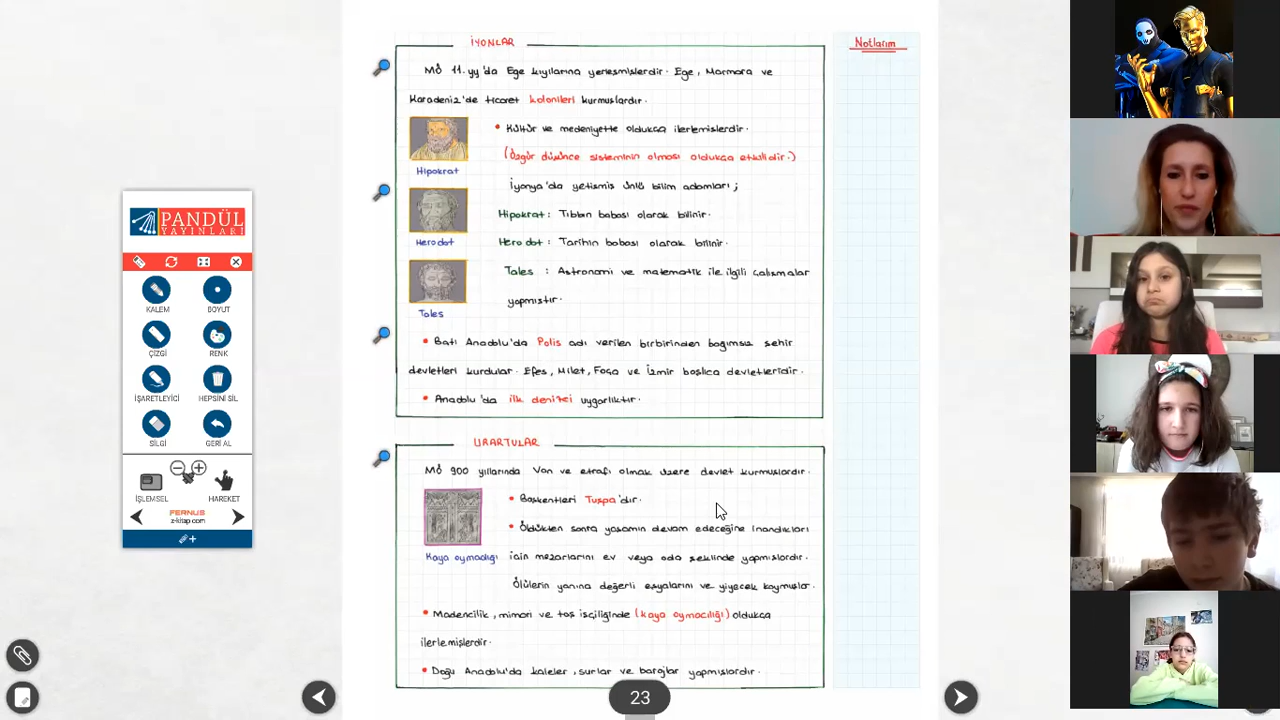 İYONLAR
Notlarım
MÖ 11.yy'da Ege kıyılarına yerleşmişlerdir. Ege, Marmara ve
Karadeniz'de ticaret kolonileri kurmuşlardır.
• Kültür ve medeniyette oldukça ilerlemişlerdir.
(Özgür düşünce sisteminin olması oldukça etkilidir.)
Hipokrat
İyonya'da yetişmiş ünlü bilim adamları;
Hipokrat: Tıbbın babası olarak bilinir.
Herodot
Herodot: Tarihin babası olarak bilinir.
Tales: Astronomi ve matematik ile ilgili çalışmalar
yapmıştır.
Tales
• Batı Anadolu'da Polis adı verilen birbirinden bağımsız şehir
devletleri kurdular. Efes, Milet, Foça ve İzmir başlıca devletleridir.
• Anadolu'da ilk denizci uygarlıktır.
URARTULAR
MÖ 900 yıllarında Van ve etrafı olmak üzere devlet kurmuşlardır.
• Başkentleri Tuşpa'dır.
• Öldükten sonra yaşamın devam edeceğine inandıkları
Kaya oymadığı
için mezarlarını ev veya oda şeklinde yapmışlardır.
Ölülerin yanına değerli eşyalarını ve yiyecek koymuşlar.
• Madencilik, mimari ve taş işçiliğinde (kaya oymacılığı) oldukça
ilerlemişlerdir.
• Doğu Anadolu'da kaleler, surlar ve barajlar yapmışlardır.
23
PANDÜL
YAYINLARI
KALEM
BOYUT
ÇİZGİ
RENK
İŞARETLEYİCİ
HEPSİNİ SİL
SİLGİ
GERİ AL
İŞLEMSEL
HAREKET
FERNUS
z-kitap.com